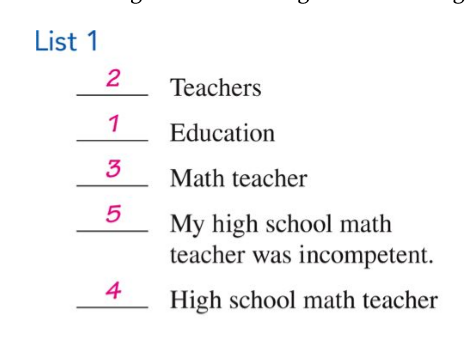 List 1
2 Teachers
1 Education
3 Math teacher
5 My high school math
teacher was incompetent.
4 High school math teacher